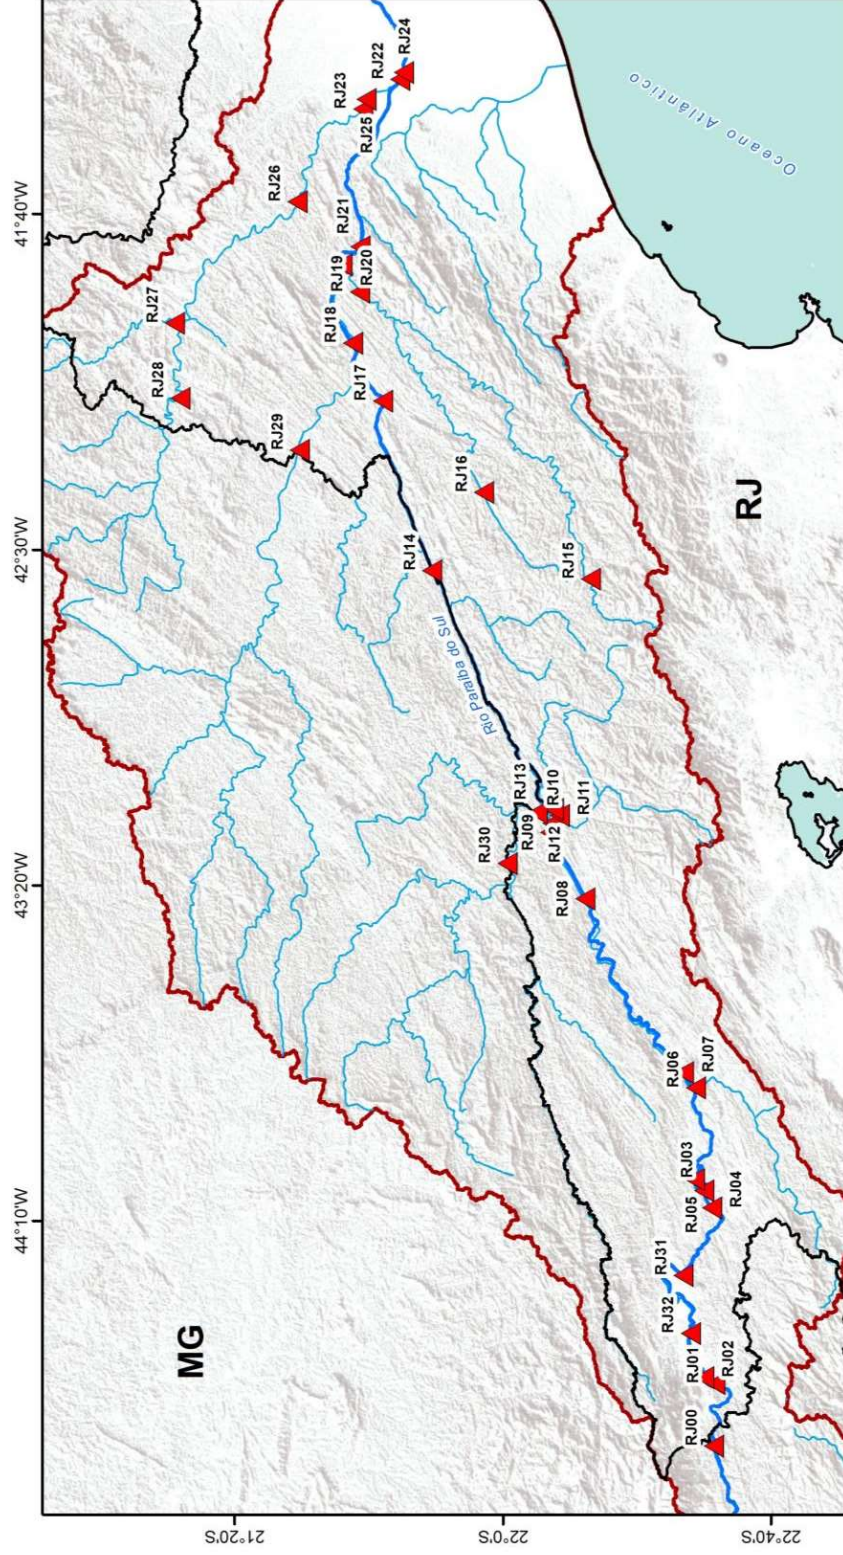 MG
RJ
Oceano Atlântico
Rio Paraíba do Sul
RJ00
RJ01
RJ02
RJ32
RJ31
RJ05
RJ03
RJ04
RJ06
RJ07
RJ08
RJ30
RJ09
RJ12
RJ13
RJ10
RJ11
RJ14
RJ15
RJ16
RJ29
RJ28
RJ27
RJ17
RJ18
RJ19
RJ20
RJ21
RJ26
RJ25
RJ23
RJ22
RJ24
44°10'W
43°20'W
42°30'W
41°40'W
21°20'S
22°0'S
22°40'S